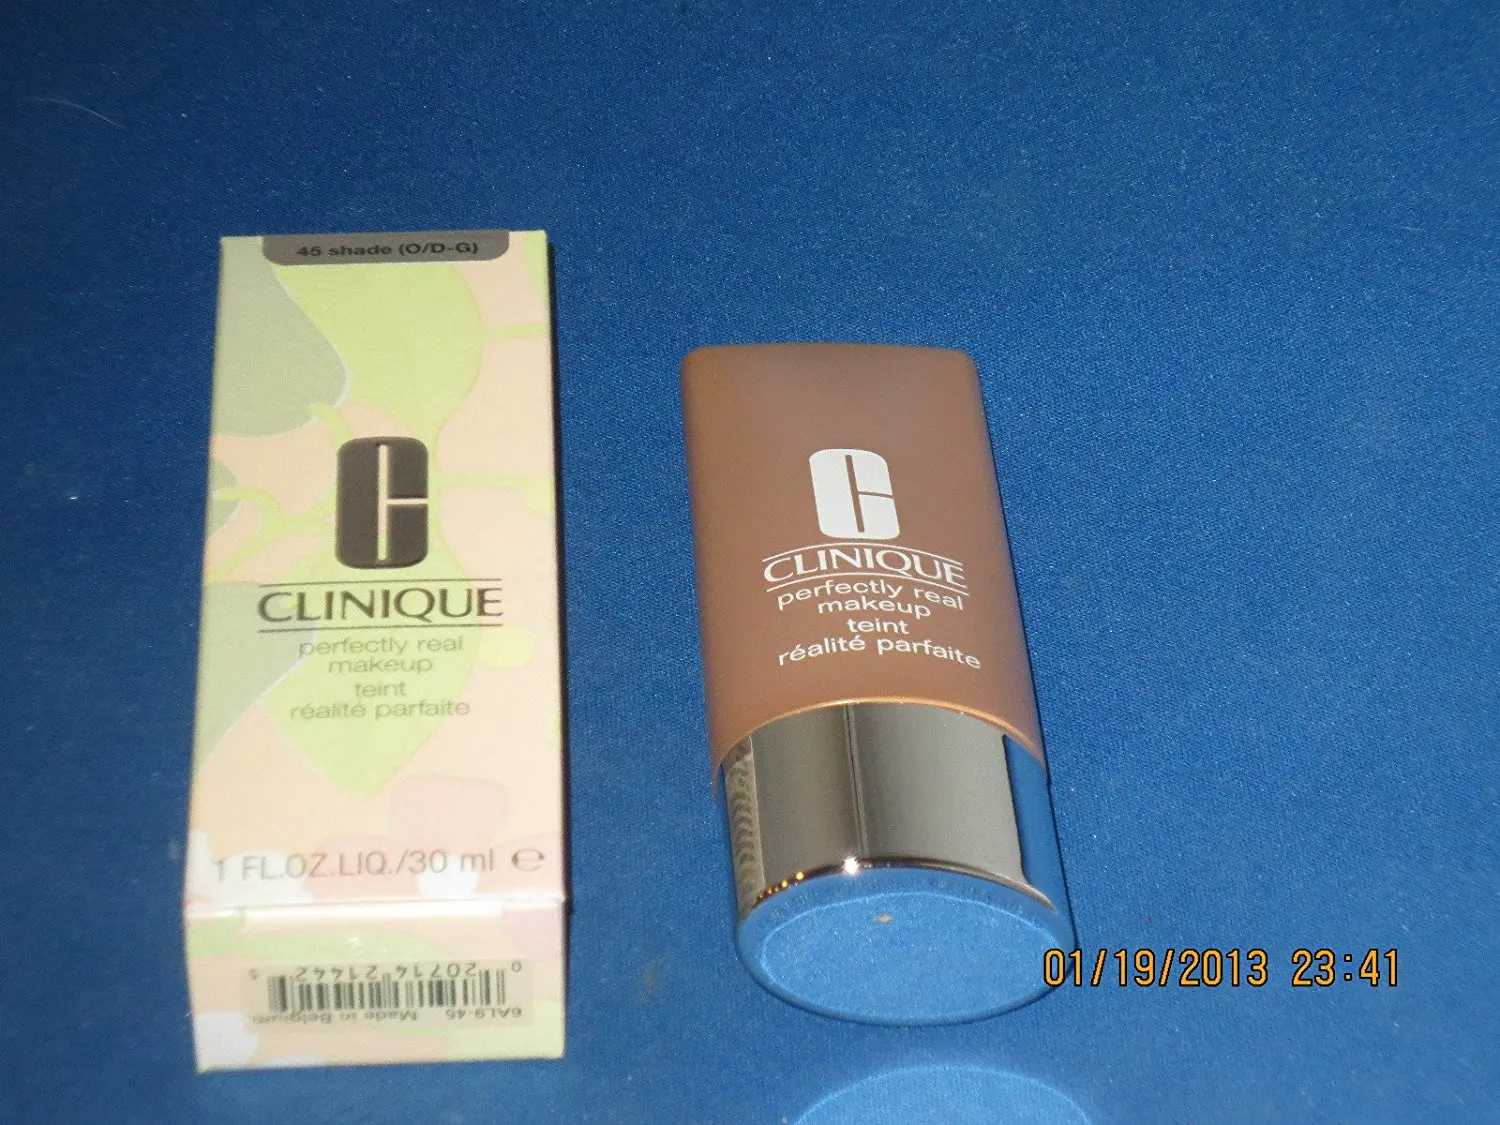 45 shade (O/D-G)
CLINIQUE
perfectly real
makeup
teint
réalité parfaite
1 FL.OZ.LIQ./30 ml ℮
0 20714 21442 5
6AL9-45 Made in Belgium
CLINIQUE
perfectly real
makeup
teint
réalité parfaite
01/19/2013 23:41